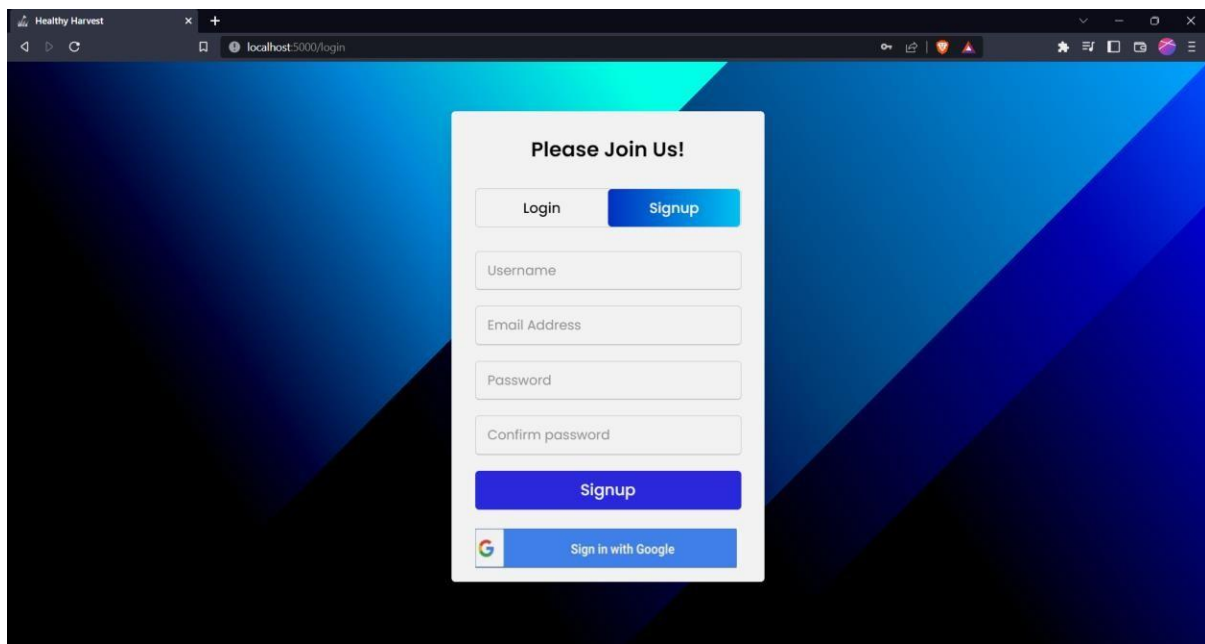 Healthy Harvest
localhost:5000/login
Please Join Us!
Login Signup
Username
Email Address
Password
Confirm password
Signup
Sign in with Google